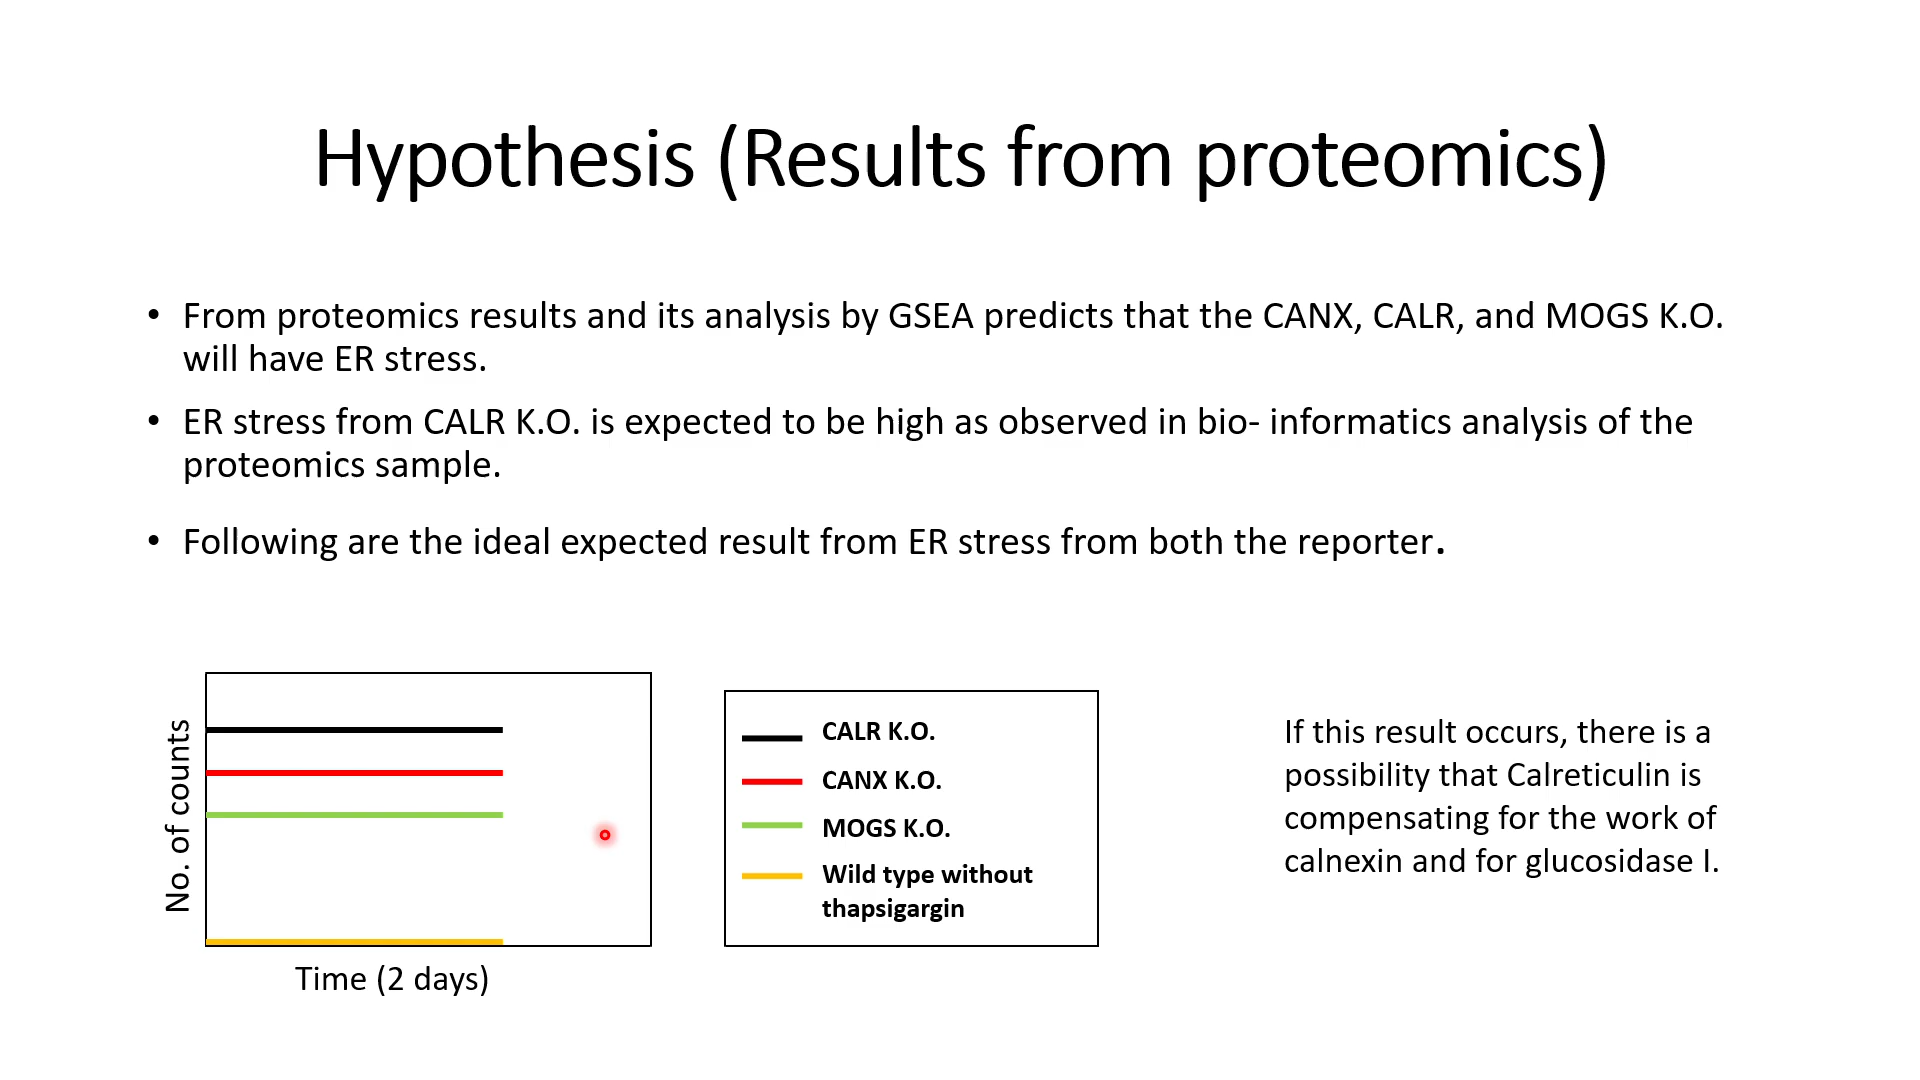 Hypothesis (Results from proteomics)
• From proteomics results and its analysis by GSEA predicts that the CANX, CALR, and MOGS K.O.
will have ER stress.
• ER stress from CALR K.O. is expected to be high as observed in bio- informatics analysis of the
proteomics sample.
• Following are the ideal expected result from ER stress from both the reporter.
No. of counts
Time (2 days)
CALR K.O.
CANX K.O.
MOGS K.O.
Wild type without
thapsigargin
If this result occurs, there is a
possibility that Calreticulin is
compensating for the work of
calnexin and for glucosidase I.